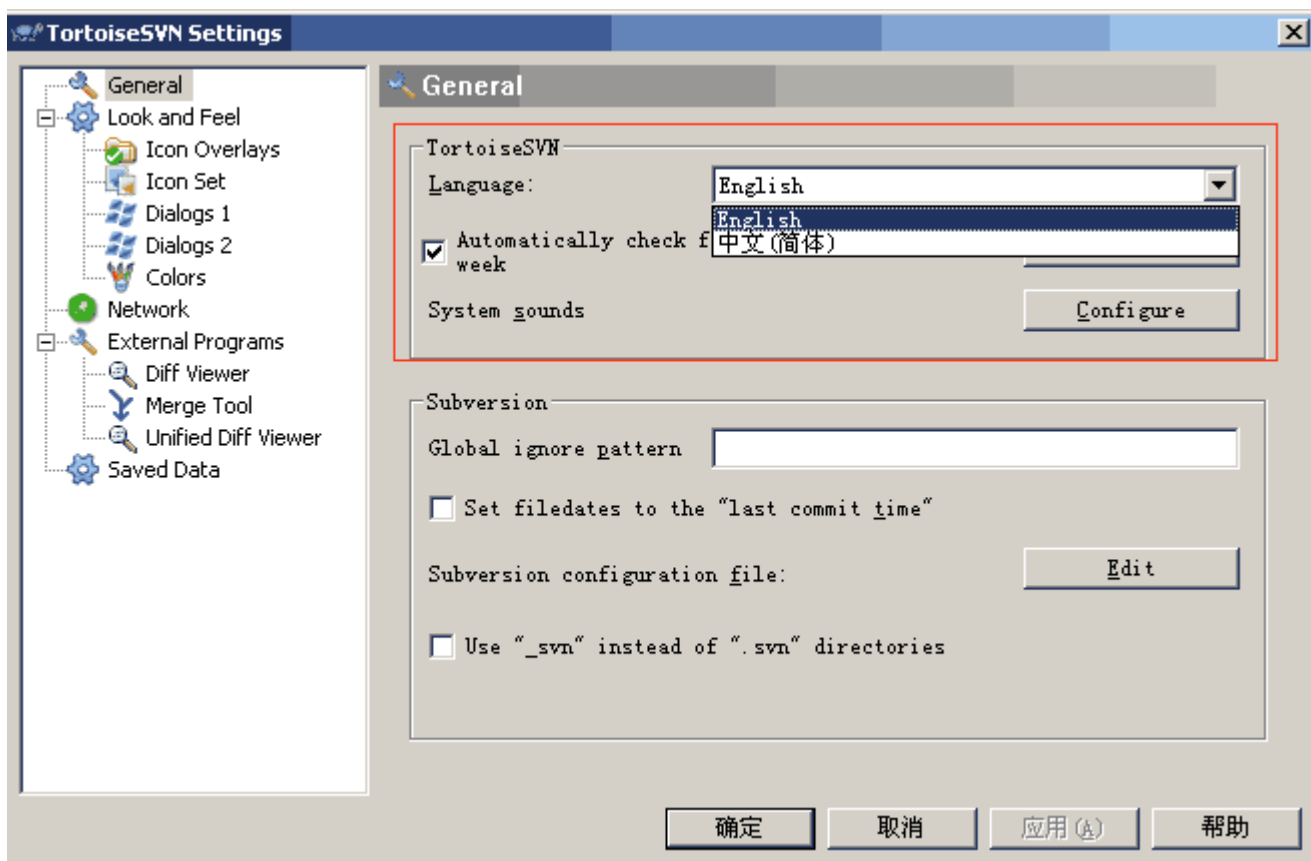 TortoiseSVN Settings
General
Look and Feel
Icon Overlays
Icon Set
Dialogs 1
Dialogs 2
Colors
Network
External Programs
Diff Viewer
Merge Tool
Unified Diff Viewer
Saved Data
General
TortoiseSVN
Language:
English
English
中文(简体)
Automatically check f
week
System sounds
Configure
Subversion
Global ignore pattern
Set filedates to the "last commit time"
Subversion configuration file:
Edit
Use "_svn" instead of ".svn" directories
确定
取消
应用(A)
帮助